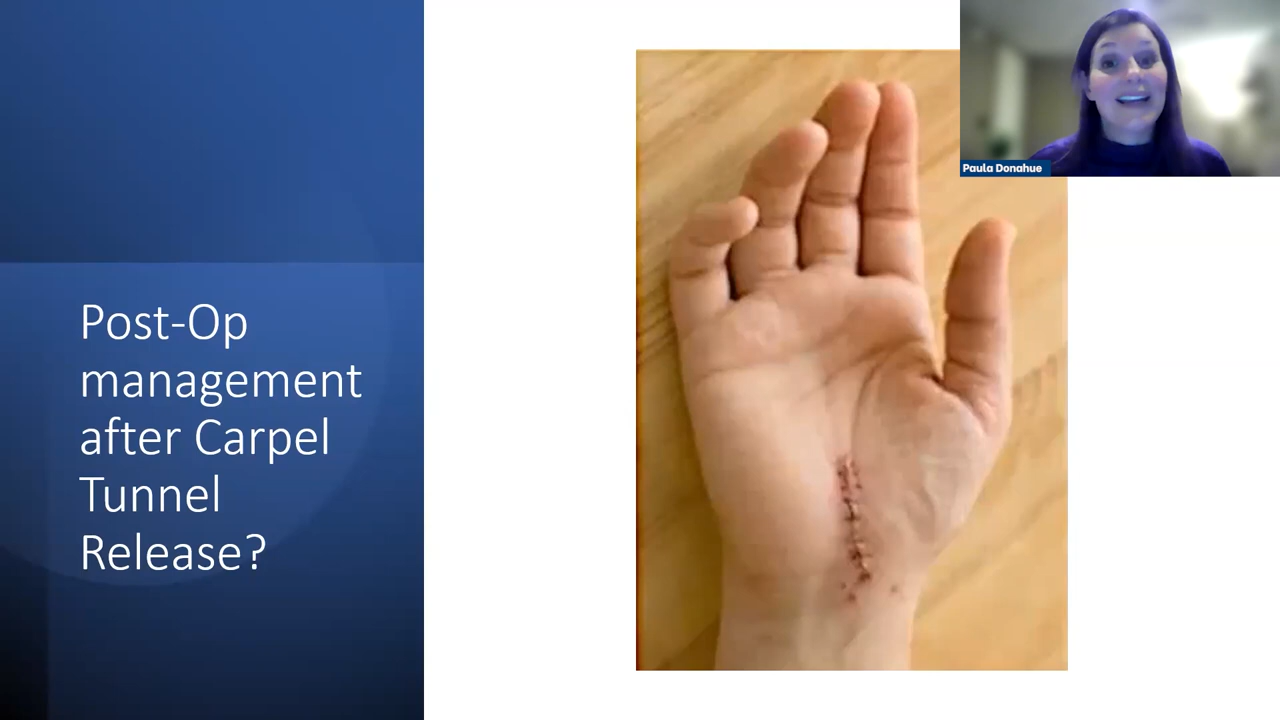 Post-Op
management
after Carpel
Tunnel
Release?
Paula Donahue